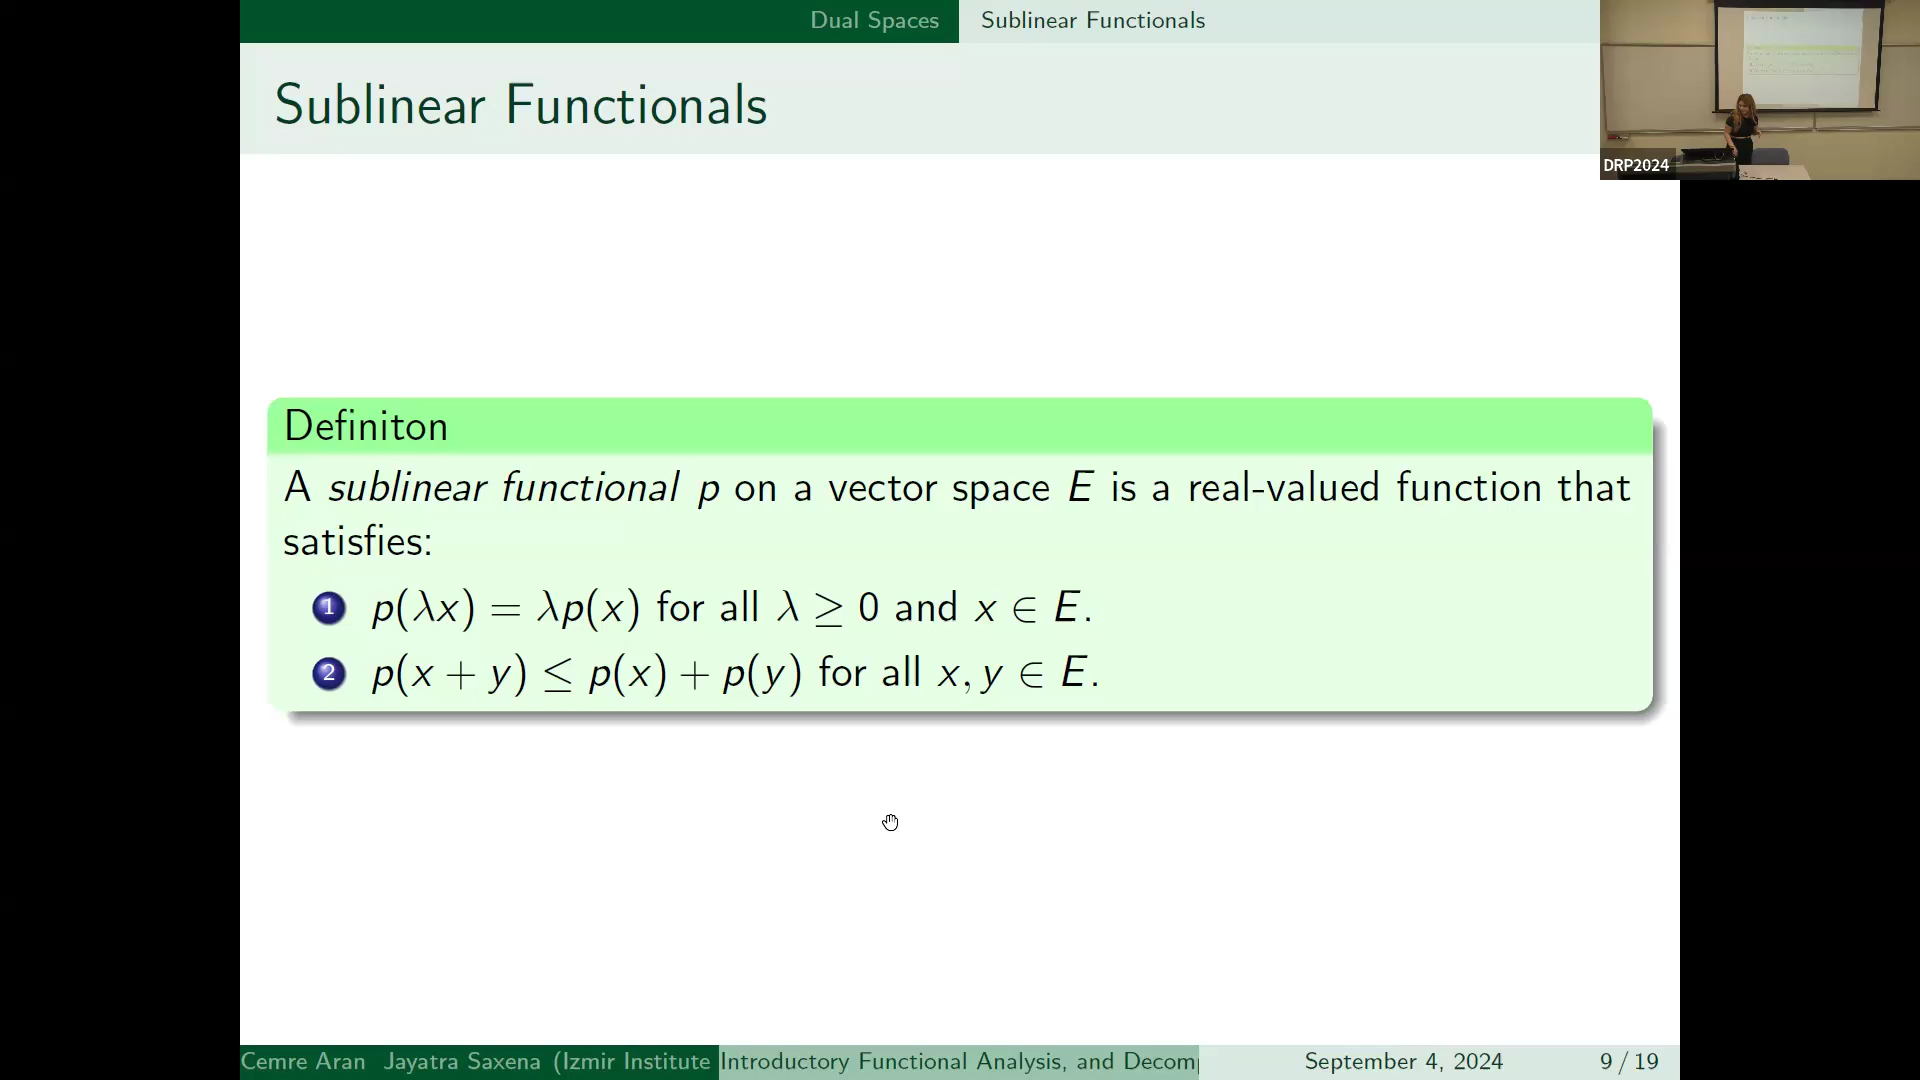 Dual Spaces
Sublinear Functionals
Sublinear Functionals
DRP2024
Definiton
A sublinear functional p on a vector space E is a real-valued function that
satisfies:
1 p(λx) = λp(x) for all λ ≥ 0 and x ∈ E.
2 p(x + y) ≤ p(x) + p(y) for all x, y ∈ E.
Cemre Aran Jayatra Saxena (Izmir Institute
Introductory Functional Analysis, and Decom
September 4, 2024
9 / 19